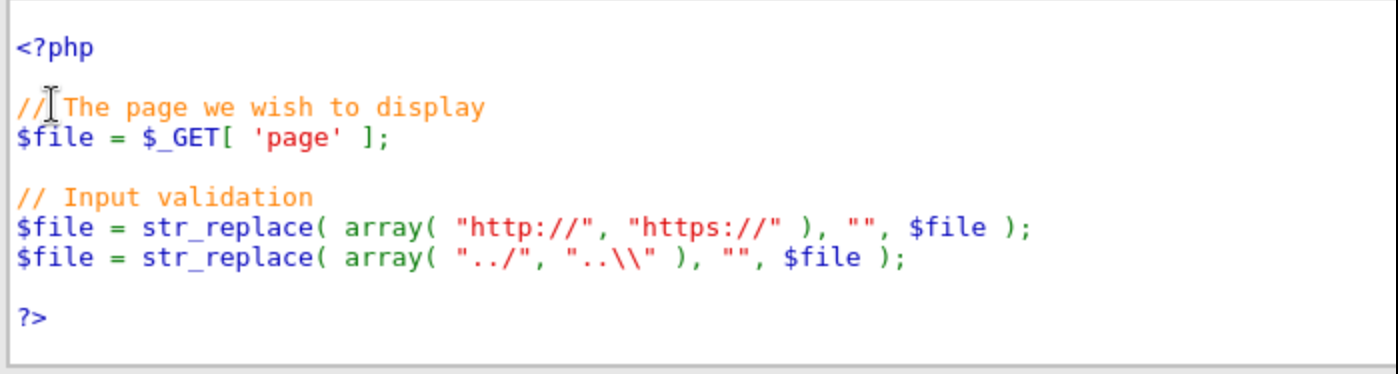 <?php
// The page we wish to display
$file = $_GET[ 'page' ];
// Input validation
$file = str_replace( array( "http://", "https://" ), "", $file );
$file = str_replace( array( "../", "..\\" ), "", $file );
?>